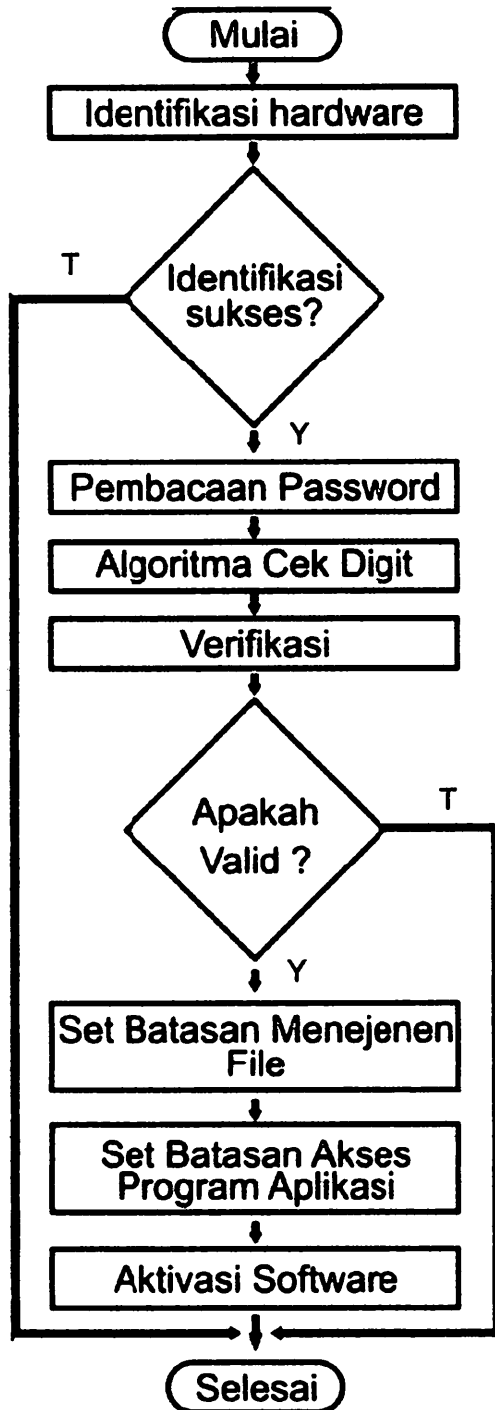 Mulai
Identifikasi hardware
T
Identifikasi
sukses?
Y
Pembacaan Password
Algoritma Cek Digit
Verifikasi
T
Apakah
Valid ?
Y
Set Batasan Menejenen
File
Set Batasan Akses
Program Aplikasi
Aktivasi Software
Selesai